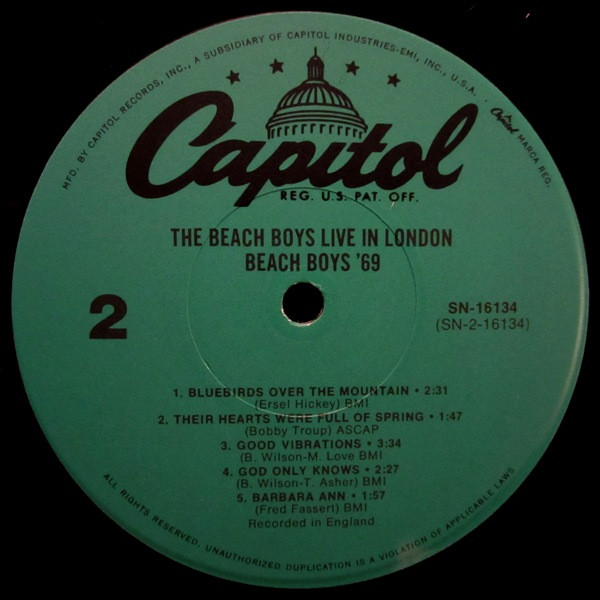 MFD. BY CAPITOL RECORDS, INC., A SUBSIDIARY OF CAPITOL INDUSTRIES-EMI, INC., U.S.A. · Capitol MARCA REG.
Capitol
REG. U.S. PAT. OFF.
THE BEACH BOYS LIVE IN LONDON
BEACH BOYS '69
2
SN-16134
(SN-2-16134)
1. BLUEBIRDS OVER THE MOUNTAIN • 2:31
(Ersel Hickey) BMI
2. THEIR HEARTS WERE FULL OF SPRING • 1:47
(Bobby Troup) ASCAP
3. GOOD VIBRATIONS • 3:34
(B. Wilson-M. Love BMI
4. GOD ONLY KNOWS • 2:27
(B. Wilson-T. Asher) BMI
5. BARBARA ANN • 1:57
(Fred Fassert) BMI
Recorded in England
ALL RIGHTS RESERVED. UNAUTHORIZED DUPLICATION IS A VIOLATION OF APPLICABLE LAWS